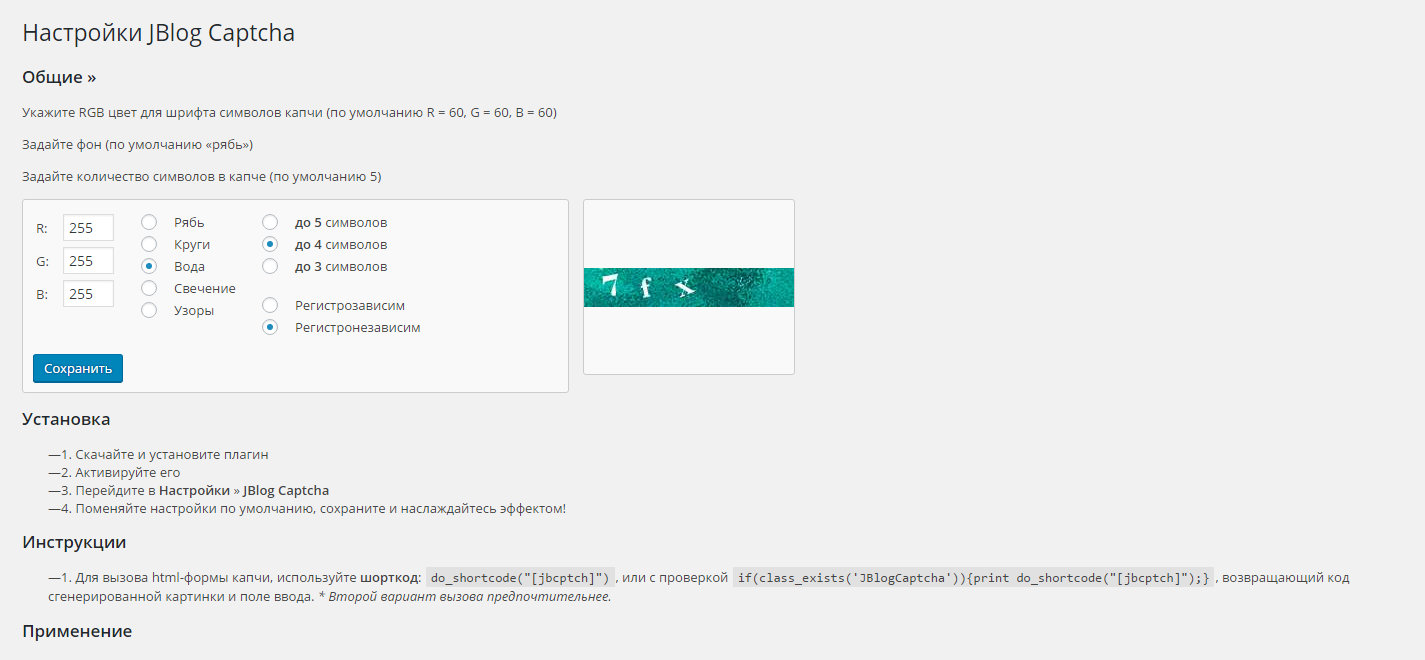 Настройки JBlog Captcha
Общие »
Укажите RGB цвет для шрифта символов капчи (по умолчанию R = 60, G = 60, B = 60)
Задайте фон (по умолчанию «рябь»)
Задайте количество символов в капче (по умолчанию 5)
R: 255
G: 255
B: 255
Рябь
Круги
Вода
Свечение
Узоры
до 5 символов
до 4 символов
до 3 символов
Регистрозависим
Регистронезависим
Сохранить
7 f x
Установка
—1. Скачайте и установите плагин
—2. Активируйте его
—3. Перейдите в Настройки » JBlog Captcha
—4. Поменяйте настройки по умолчанию, сохраните и наслаждайтесь эффектом!
Инструкции
—1. Для вызова html-формы капчи, используйте шорткод: do_shortcode("[jbcptch]") , или с проверкой if(class_exists('JBlogCaptcha')){print do_shortcode("[jbcptch]");} , возвращающий код
сгенерированной картинки и поле ввода. * Второй вариант вызова предпочтительнее.
Применение